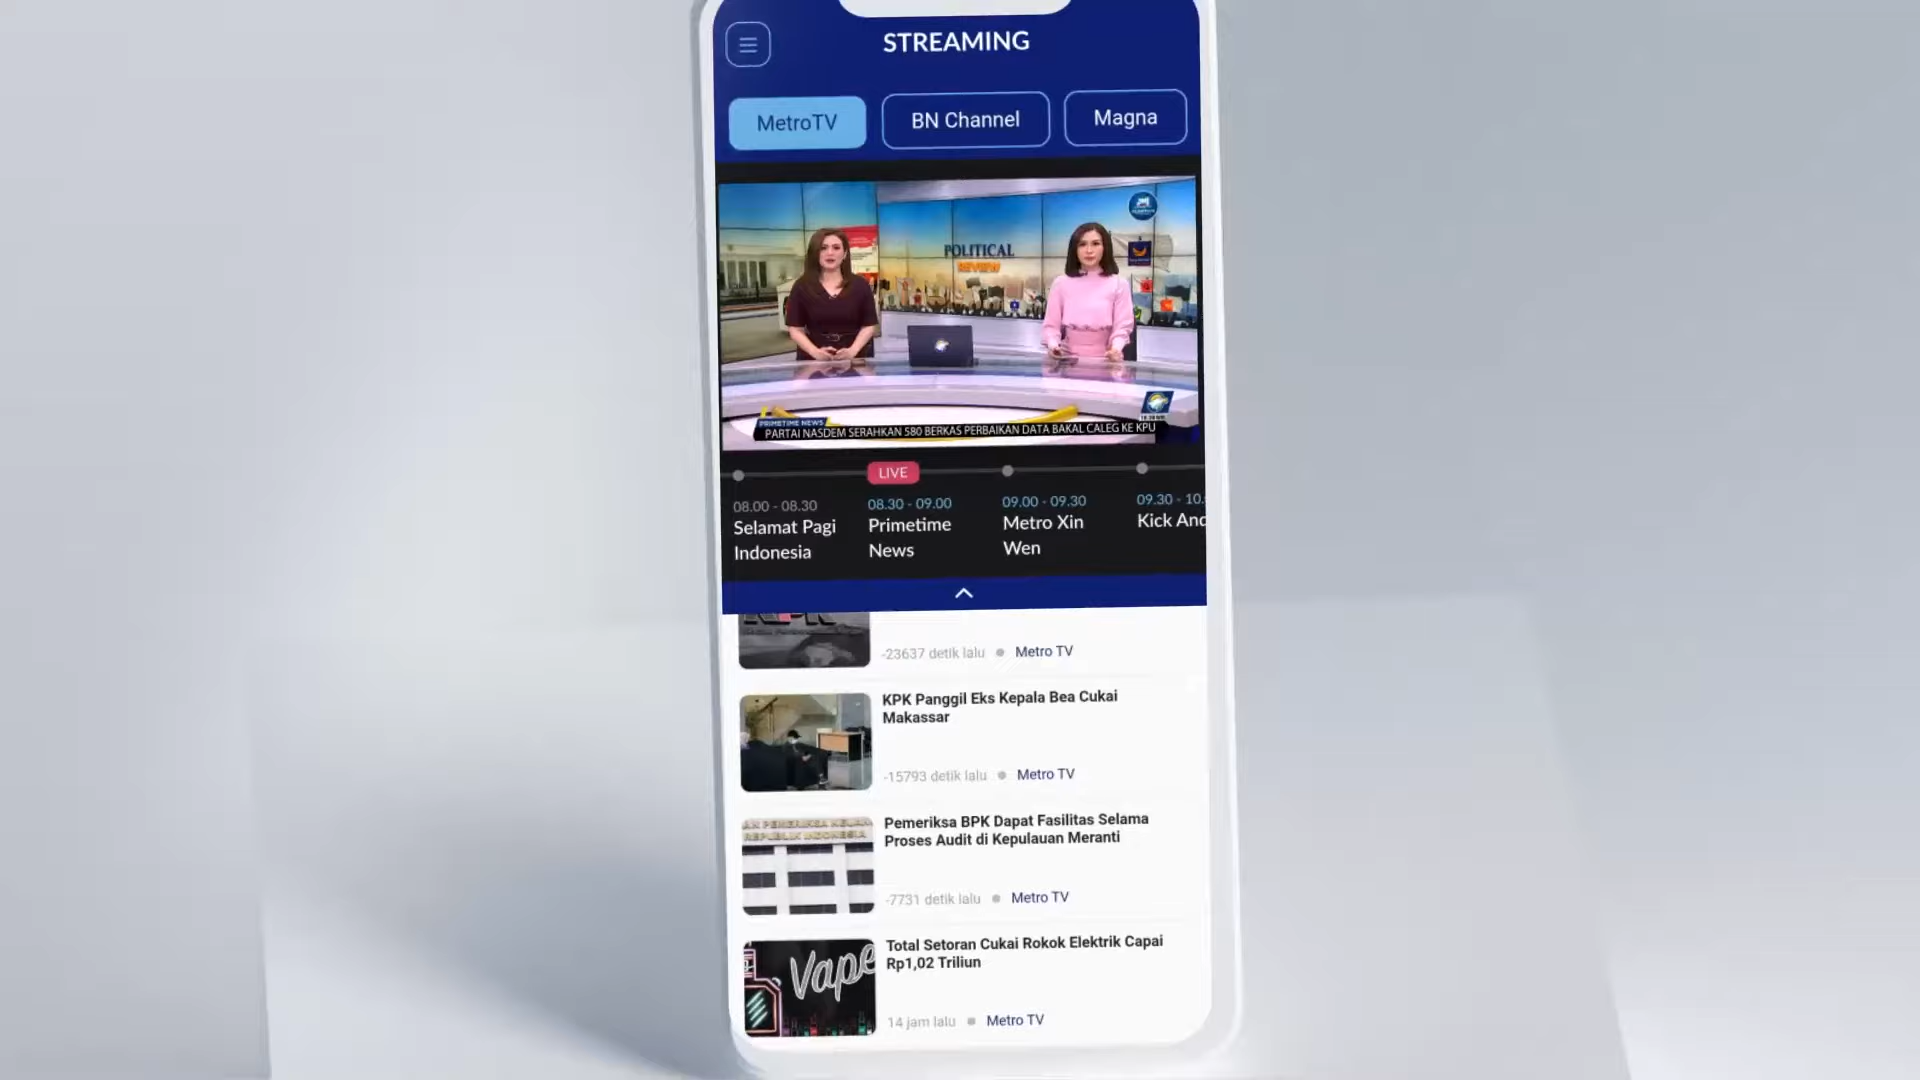 STREAMING
MetroTV
BN Channel
Magna
POLITICAL
REVIEW
PRIMETIME NEWS
PARTAI NASDEM SERAHKAN 580 BERKAS PERBAIKAN DATA BAKAL CALEG KE KPU
LIVE
08.00 - 08.30
Selamat Pagi
Indonesia
08.30 - 09.00
Primetime
News
09.00 - 09.30
Metro Xin
Wen
09.30 - 10.
Kick And
-23637 detik lalu
Metro TV
KPK Panggil Eks Kepala Bea Cukai
Makassar
-15793 detik lalu
Metro TV
REPUBLIK INDONESIA
Pemeriksa BPK Dapat Fasilitas Selama
Proses Audit di Kepulauan Meranti
-7731 detik lalu
Metro TV
Vape
Total Setoran Cukai Rokok Elektrik Capai
Rp1,02 Triliun
14 jam lalu
Metro TV